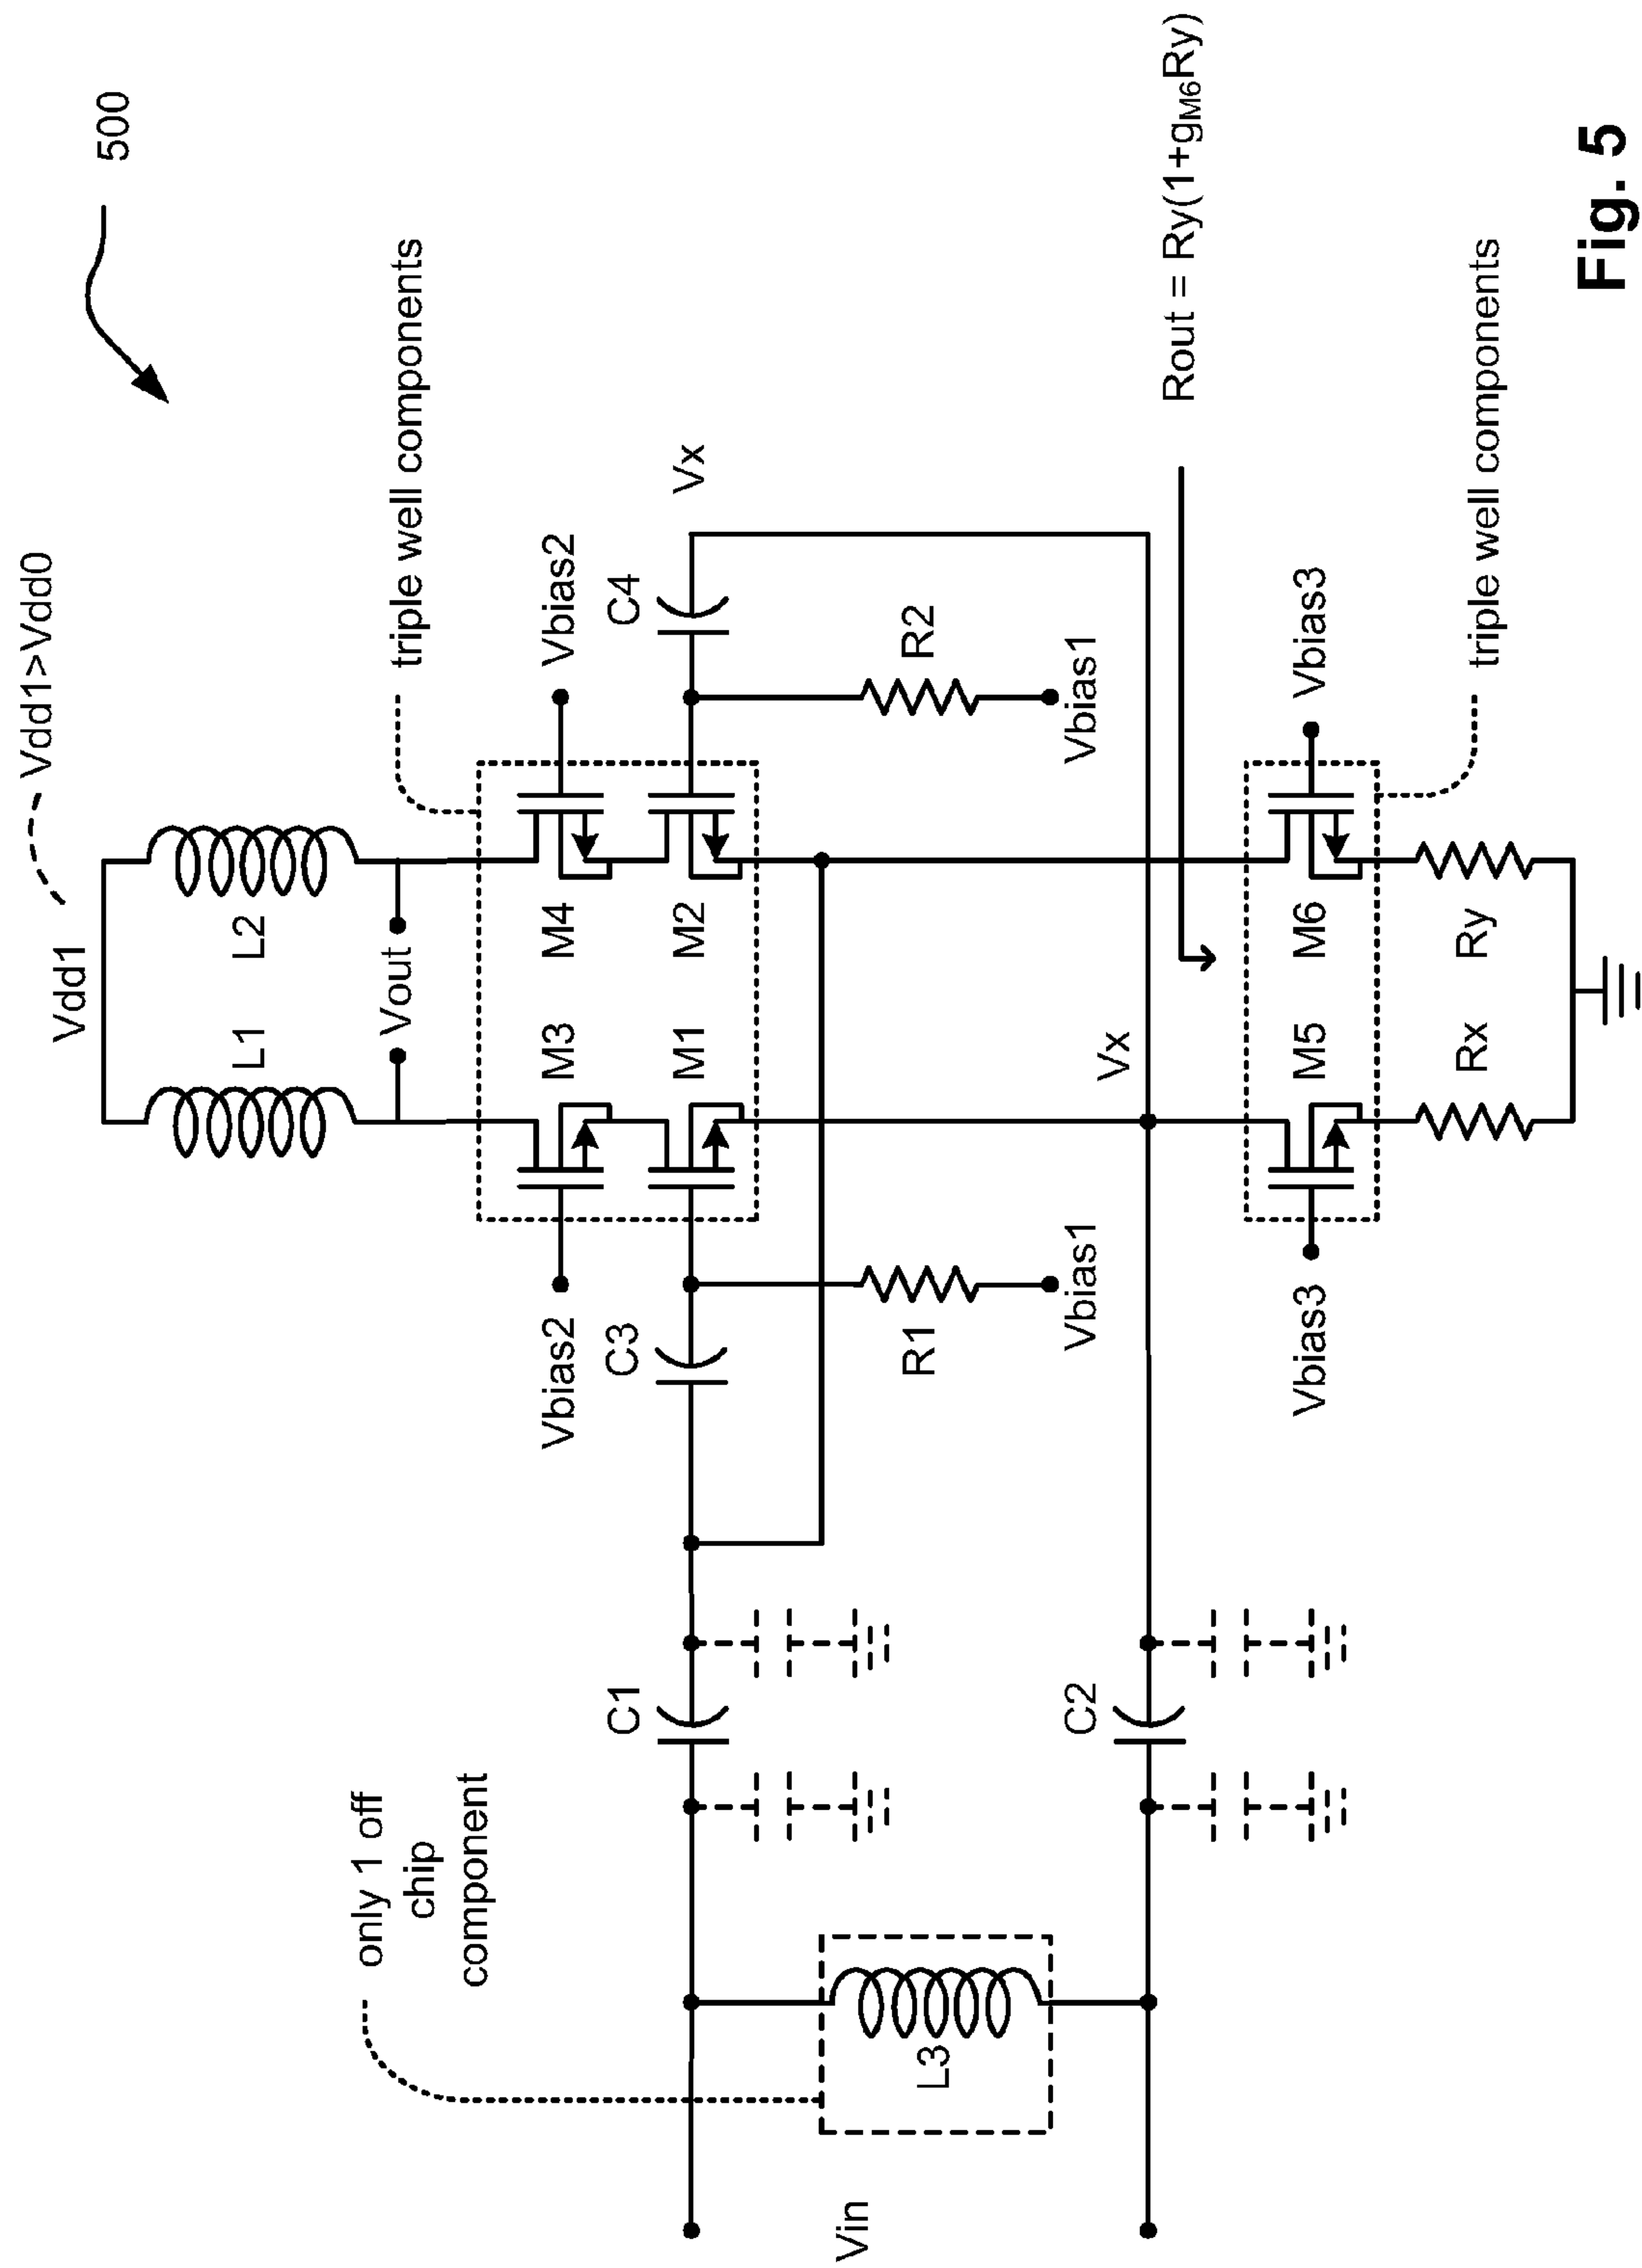 500
Vdd1>Vdd0
Vdd1
L1
L2
Vout
triple well components
Vbias2
M3
M4
Vbias2
C3
M1
M2
C4
Vx
only 1 off
chip
component
C1
R1
R2
Vbias1
Vbias1
Vin
L3
C2
Vx
Rout = Ry(1+gM6Ry)
Vbias3
M5
M6
Vbias3
Rx
Ry
triple well components
Fig. 5